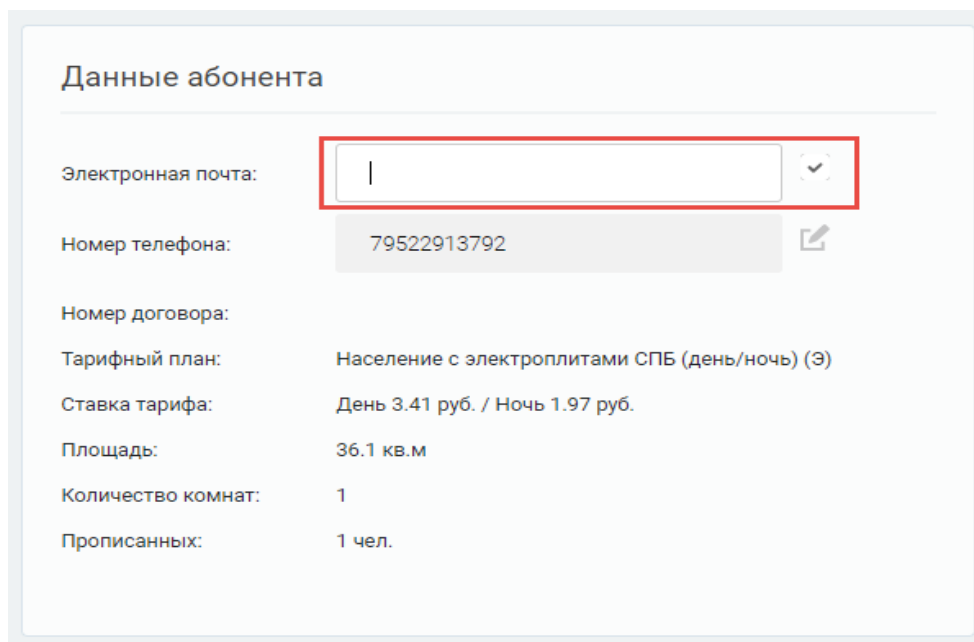 Данные абонента
Электронная почта:
Номер телефона: 79522913792
Номер договора:
Тарифный план: Население с электроплитами СПБ (день/ночь) (Э)
Ставка тарифа: День 3.41 руб. / Ночь 1.97 руб.
Площадь: 36.1 кв.м
Количество комнат: 1
Прописанных: 1 чел.